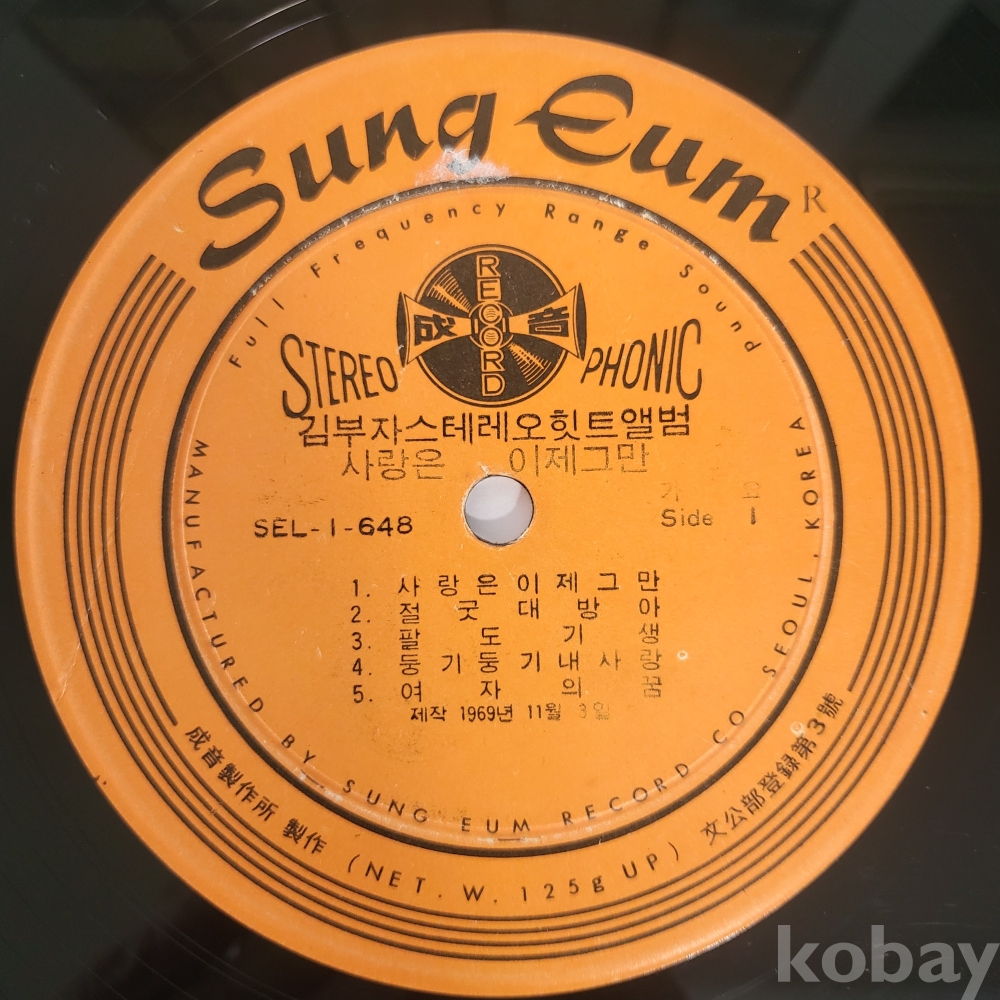 Sung Eum R
Full Frequency Range Sound
RECORD
成音
STEREO PHONIC
김부자스테레오힛트앨범
사랑은 이제그만
가 요
SEL-1-648
Side 1
1. 사랑은이제그만
2. 절굿대방아
3. 팔도기생
4. 둥기둥기내사랑
5. 여자의꿈
제작 1969년 11월 3일
MANUFACTURED BY SUNG EUM RECORD CO SEOUL, KOREA
成音製作所 製作 (NET. W. 125g UP) 文公部登録第3號
kobay